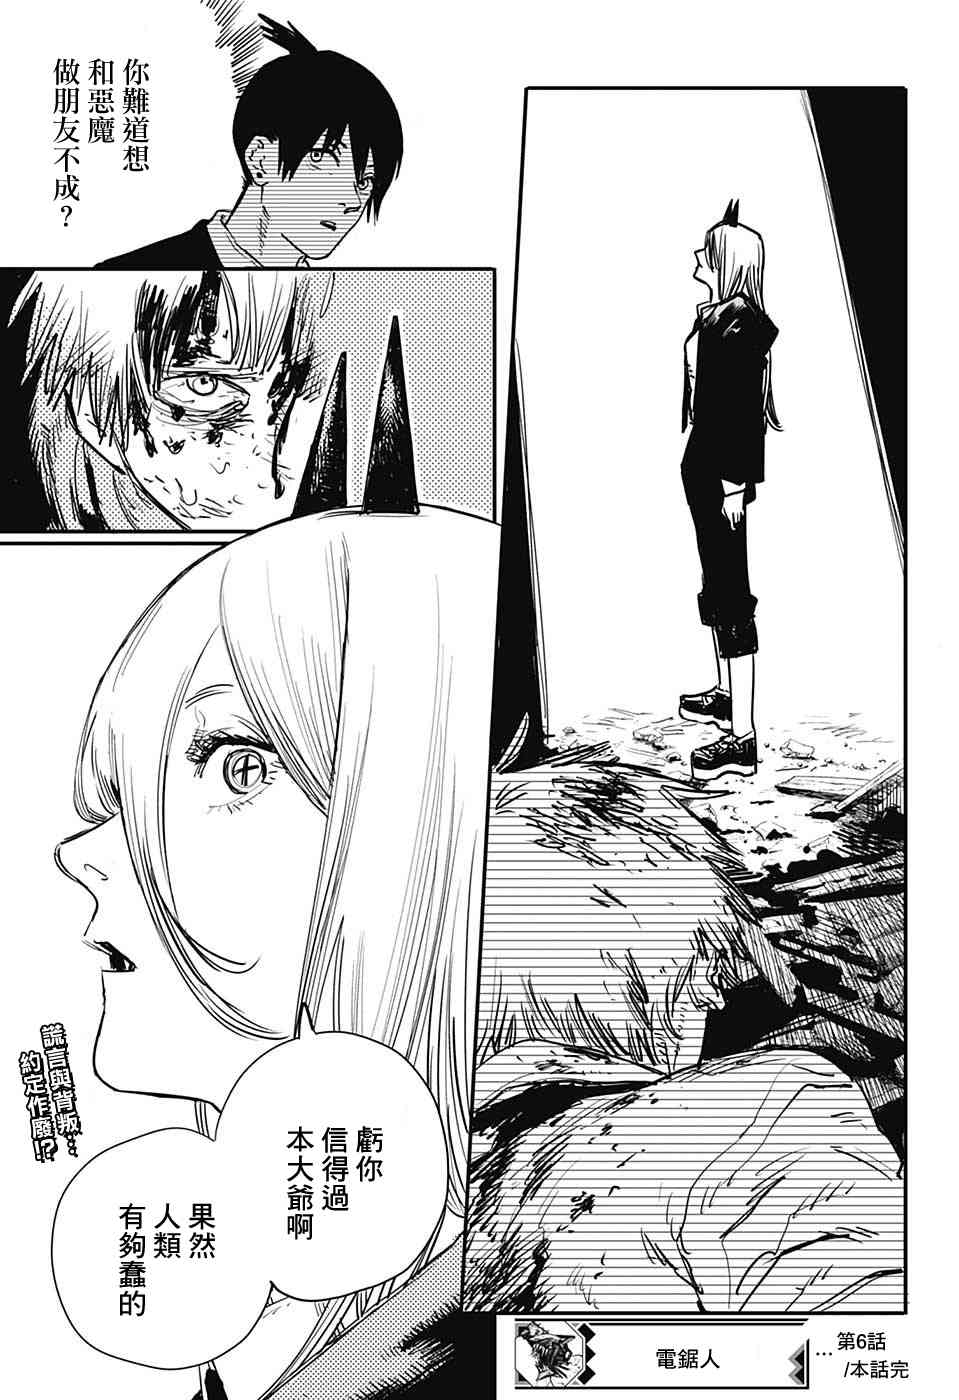 你難道想
和惡魔
做朋友不成？
虧你
信得過
本大爺啊
果然
人類
有夠蠢的
謊言與背叛…
約定作廢!?
電鋸人
…第6話
/本話完